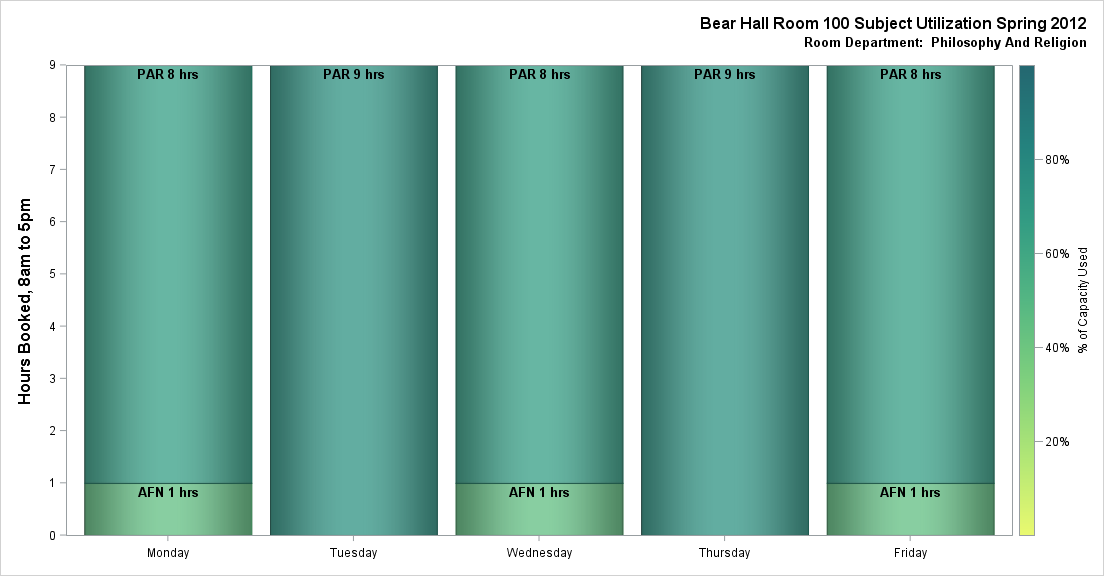 Bear Hall Room 100 Subject Utilization Spring 2012
Room Department:  Philosophy And Religion
Hours Booked, 8am to 5pm
9
8
7
6
5
4
3
2
1
0
PAR 8 hrs
PAR 9 hrs
PAR 8 hrs
PAR 9 hrs
PAR 8 hrs
AFN 1 hrs
AFN 1 hrs
AFN 1 hrs
Monday
Tuesday
Wednesday
Thursday
Friday
80%
60%
40%
20%
% of Capacity Used